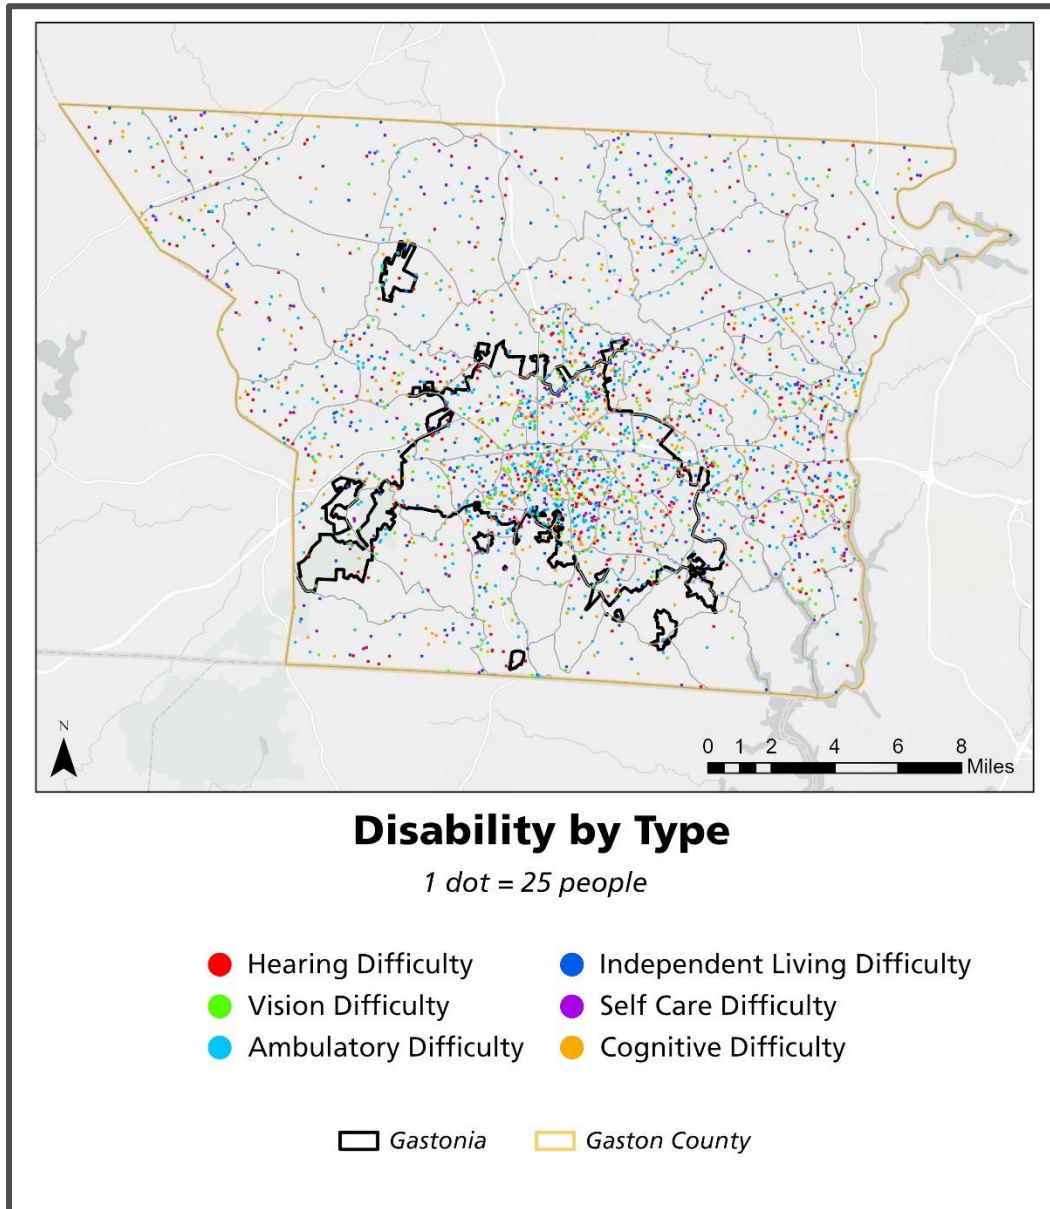 N
0 1 2 4 6 8
Miles
Disability by Type
1 dot = 25 people
Hearing Difficulty
Independent Living Difficulty
Vision Difficulty
Self Care Difficulty
Ambulatory Difficulty
Cognitive Difficulty
Gastonia
Gaston County